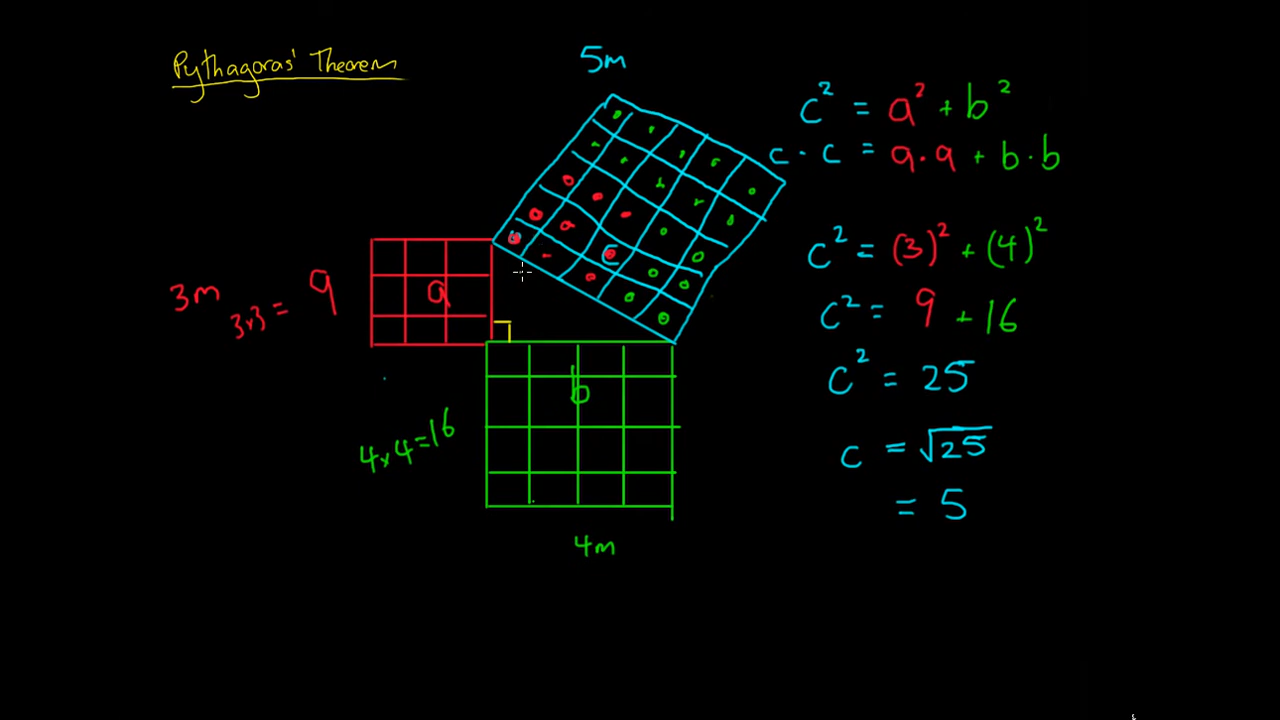 Pythagoras' Theorem
5m
c² = a² + b²
c · c = a · a + b · b
c² = (3)² + (4)²
3m
3x3 = 9
a
c
c² = 9 + 16
b
c² = 25
4x4=16
c = √25
= 5
4m